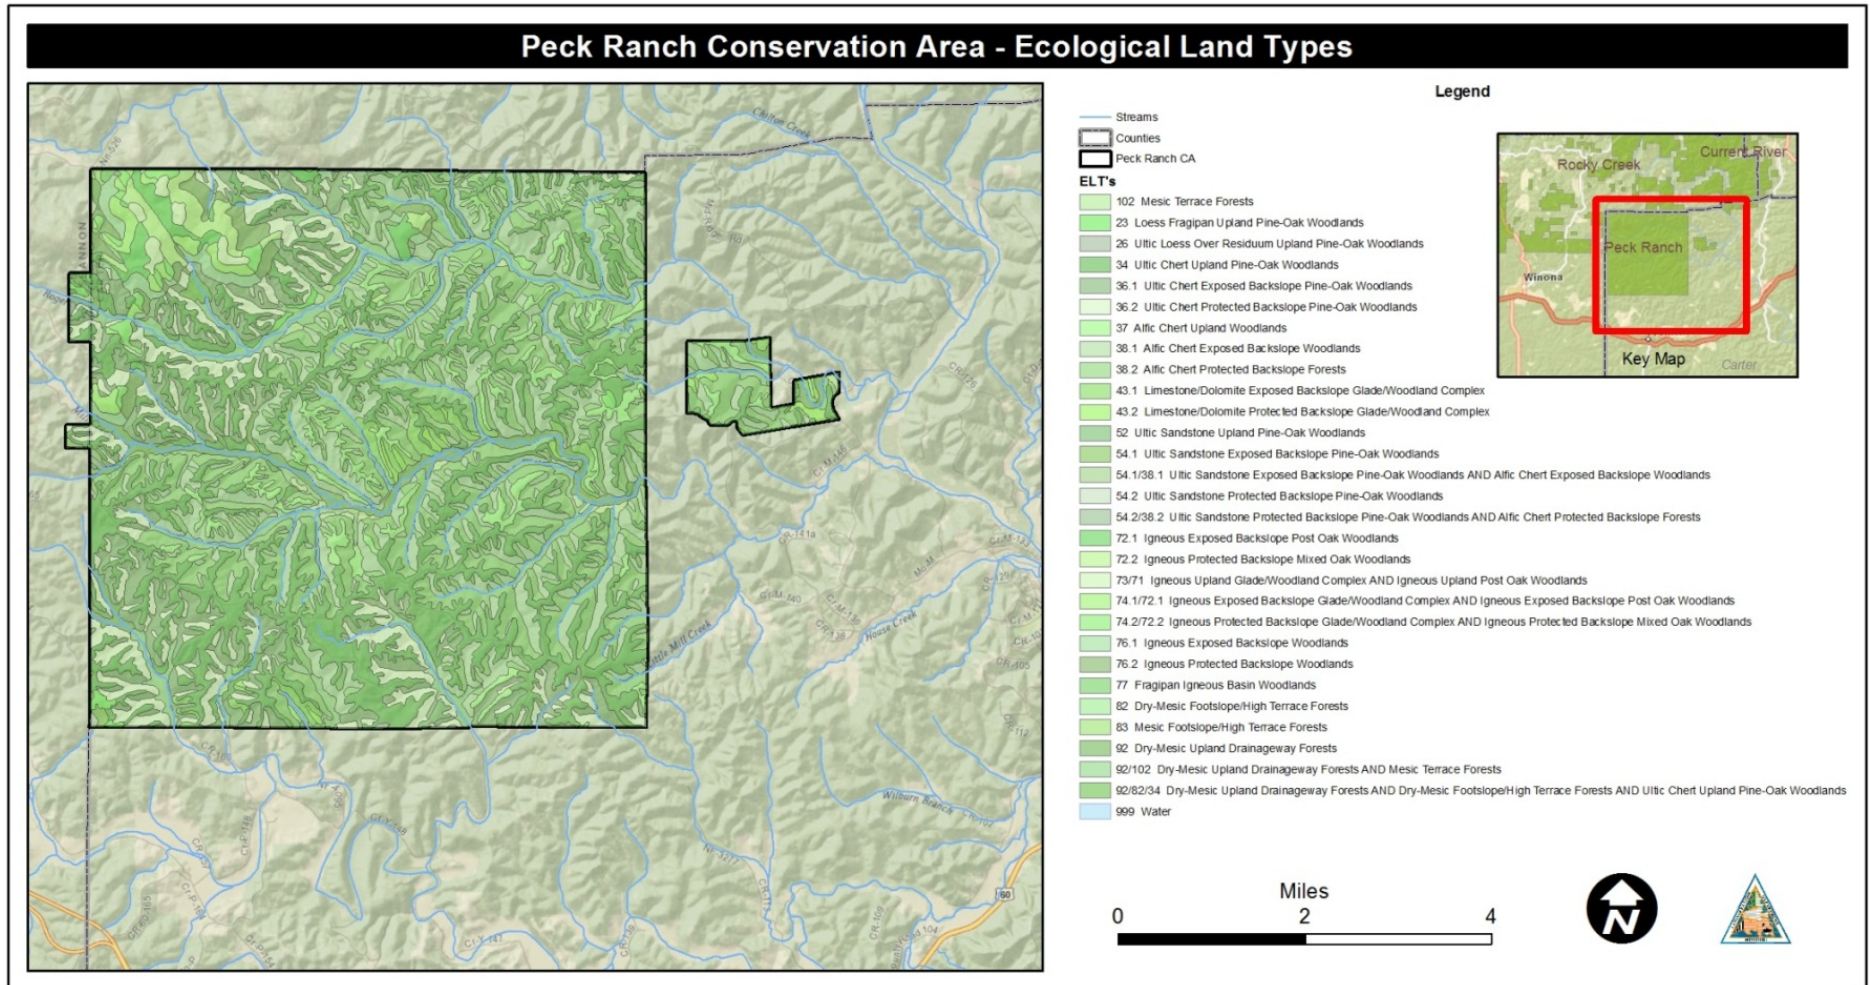 Peck Ranch Conservation Area - Ecological Land Types
Legend
Streams
Counties
Peck Ranch CA
ELT's
102 Mesic Terrace Forests
23 Loess Fragipan Upland Pine-Oak Woodlands
26 Ultic Loess Over Residuum Upland Pine-Oak Woodlands
34 Ultic Chert Upland Pine-Oak Woodlands
36.1 Ultic Chert Exposed Backslope Pine-Oak Woodlands
36.2 Ultic Chert Protected Backslope Pine-Oak Woodlands
37 Alfic Chert Upland Woodlands
38.1 Alfic Chert Exposed Backslope Woodlands
38.2 Alfic Chert Protected Backslope Forests
43.1 Limestone/Dolomite Exposed Backslope Glade/Woodland Complex
43.2 Limestone/Dolomite Protected Backslope Glade/Woodland Complex
52 Ultic Sandstone Upland Pine-Oak Woodlands
54.1 Ultic Sandstone Exposed Backslope Pine-Oak Woodlands
54.1/38.1 Ultic Sandstone Exposed Backslope Pine-Oak Woodlands AND Alfic Chert Exposed Backslope Woodlands
54.2 Ultic Sandstone Protected Backslope Pine-Oak Woodlands
54.2/38.2 Ultic Sandstone Protected Backslope Pine-Oak Woodlands AND Alfic Chert Protected Backslope Forests
72.1 Igneous Exposed Backslope Post Oak Woodlands
72.2 Igneous Protected Backslope Mixed Oak Woodlands
73/71 Igneous Upland Glade/Woodland Complex AND Igneous Upland Post Oak Woodlands
74.1/72.1 Igneous Exposed Backslope Glade/Woodland Complex AND Igneous Exposed Backslope Post Oak Woodlands
74.2/72.2 Igneous Protected Backslope Glade/Woodland Complex AND Igneous Protected Backslope Mixed Oak Woodlands
76.1 Igneous Exposed Backslope Woodlands
76.2 Igneous Protected Backslope Woodlands
77 Fragipan Igneous Basin Woodlands
82 Dry-Mesic Footslope/High Terrace Forests
83 Mesic Footslope/High Terrace Forests
92 Dry-Mesic Upland Drainageway Forests
92/102 Dry-Mesic Upland Drainageway Forests AND Mesic Terrace Forests
92/82/34 Dry-Mesic Upland Drainageway Forests AND Dry-Mesic Footslope/High Terrace Forests AND Ultic Chert Upland Pine-Oak Woodlands
999 Water
Rocky Creek
Current River
Peck Ranch
Winona
Key Map
Carter
Chilton Creek
Cr-M-146
Cr-M-140
House Creek
Little Mill Creek
Wilburn Branch
CR-105
Cr-Y-147
60
Miles
0 2 4
N